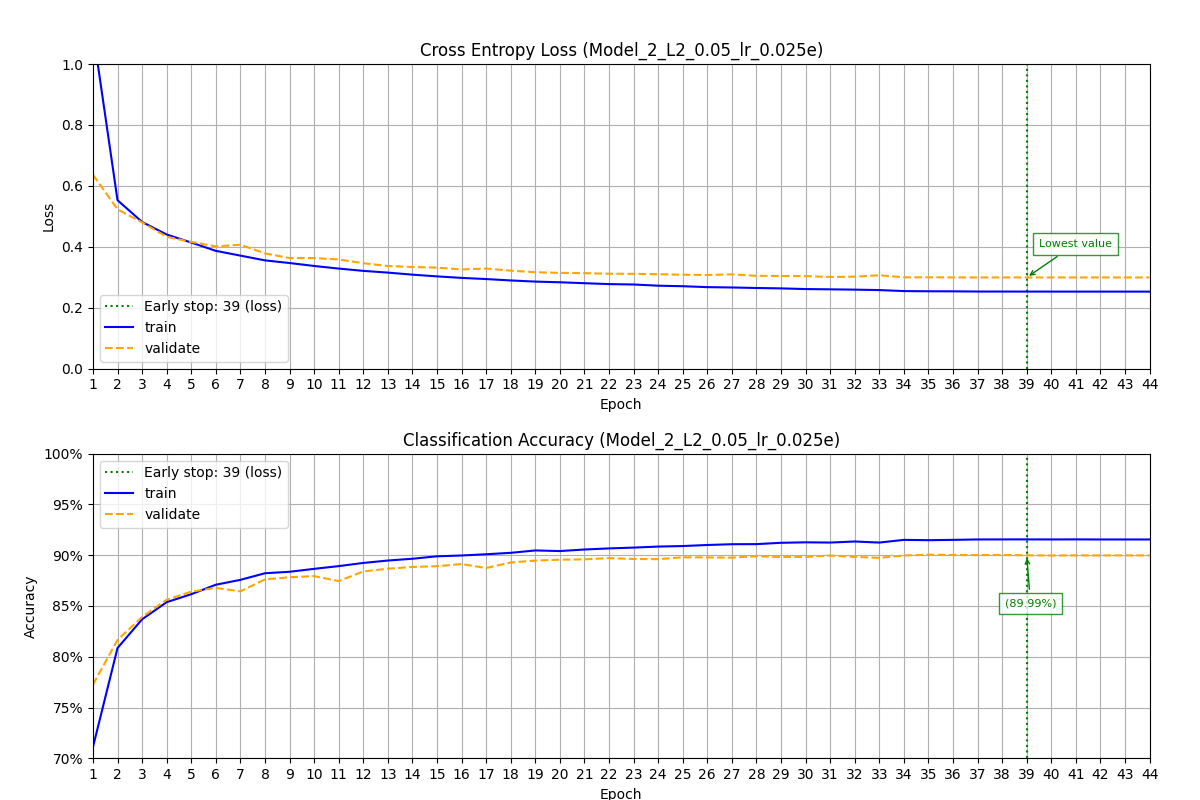 Cross Entropy Loss (Model_2_L2_0.05_lr_0.025e)
1.0
0.8
0.6
0.4
0.2
0.0
Loss
Lowest value
Early stop: 39 (loss)
train
validate
1 2 3 4 5 6 7 8 9 10 11 12 13 14 15 16 17 18 19 20 21 22 23 24 25 26 27 28 29 30 31 32 33 34 35 36 37 38 39 40 41 42 43 44
Epoch
Classification Accuracy (Model_2_L2_0.05_lr_0.025e)
100%
95%
90%
85%
80%
75%
70%
Accuracy
Early stop: 39 (loss)
train
validate
(89.99%)
1 2 3 4 5 6 7 8 9 10 11 12 13 14 15 16 17 18 19 20 21 22 23 24 25 26 27 28 29 30 31 32 33 34 35 36 37 38 39 40 41 42 43 44
Epoch